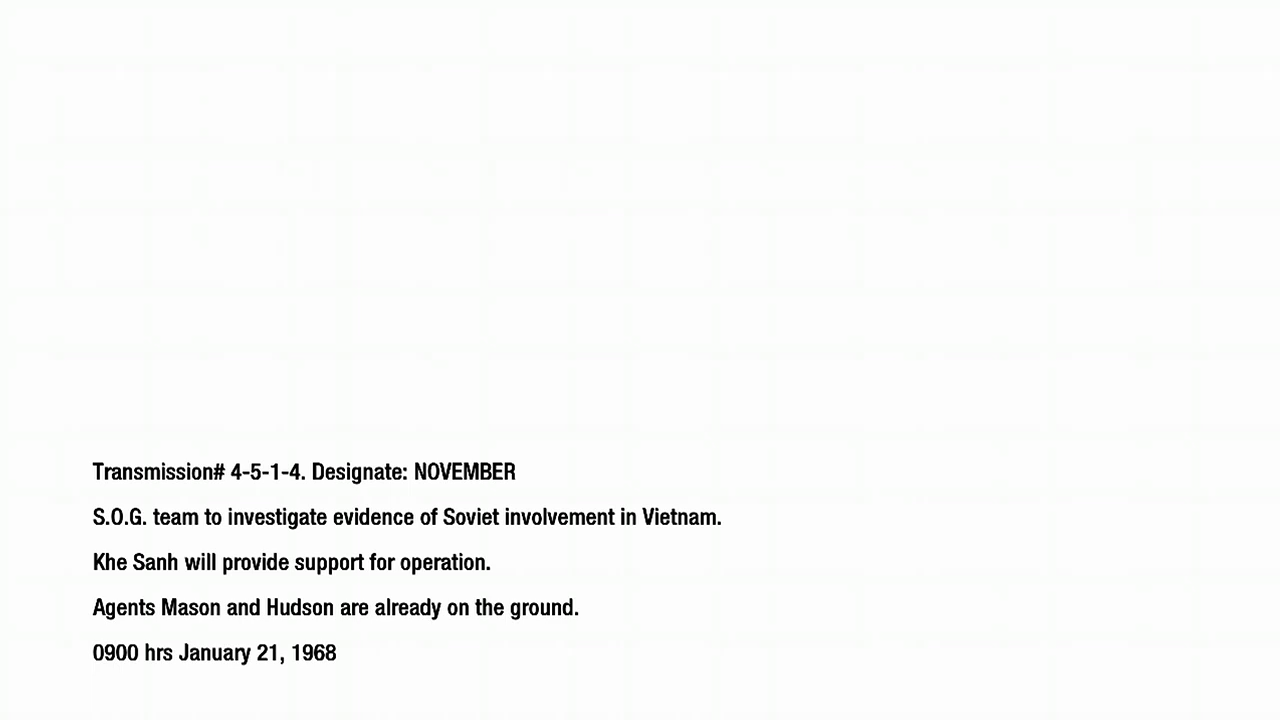 Transmission# 4-5-1-4. Designate: NOVEMBER
S.O.G. team to investigate evidence of Soviet involvement in Vietnam.
Khe Sanh will provide support for operation.
Agents Mason and Hudson are already on the ground.
0900 hrs January 21, 1968